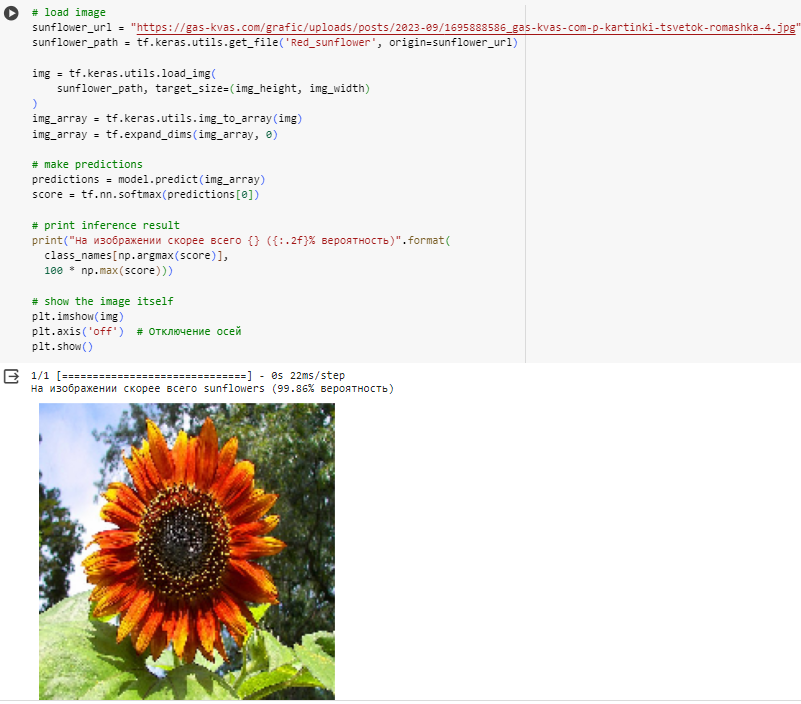 # load image
sunflower_url = "https://gas-kvas.com/grafic/uploads/posts/2023-09/1695888586_gas-kvas-com-p-kartinki-tsvetok-romashka-4.jpg"
sunflower_path = tf.keras.utils.get_file('Red_sunflower', origin=sunflower_url)
img = tf.keras.utils.load_img(
    sunflower_path, target_size=(img_height, img_width)
)
img_array = tf.keras.utils.img_to_array(img)
img_array = tf.expand_dims(img_array, 0)
# make predictions
predictions = model.predict(img_array)
score = tf.nn.softmax(predictions[0])
# print inference result
print("На изображении скорее всего {} ({:.2f}% вероятность)".format(
  class_names[np.argmax(score)],
  100 * np.max(score)))
# show the image itself
plt.imshow(img)
plt.axis('off')  # Отключение осей
plt.show()
1/1 [==============================] - 0s 22ms/step
На изображении скорее всего sunflowers (99.86% вероятность)